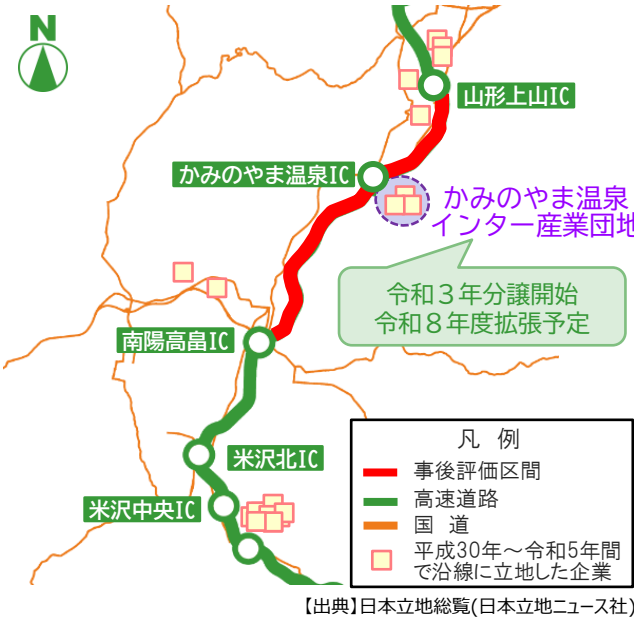 N
山形上山IC
かみのやま温泉IC
かみのやま温泉
インター産業団地
令和3年分譲開始
令和8年度拡張予定
南陽高畠IC
米沢北IC
米沢中央IC
凡 例
事後評価区間
高速道路
国 道
平成30年～令和5年間
で沿線に立地した企業
【出典】日本立地総覧(日本立地ニュース社)